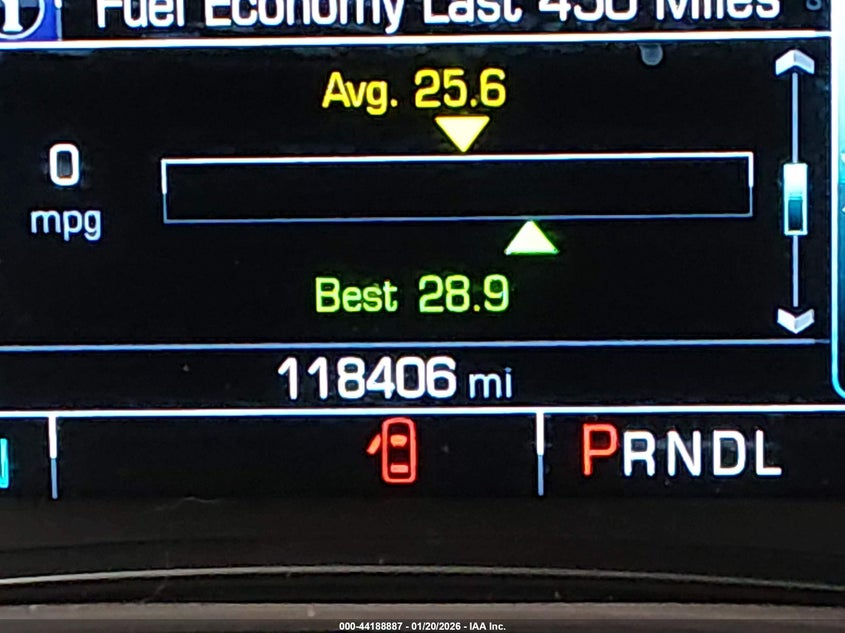 Fuel Economy Last 450 Miles
Avg. 25.6
0
mpg
Best 28.9
118406 mi
PRNDL
000-44188887 - 01/20/2026 - IAA Inc.